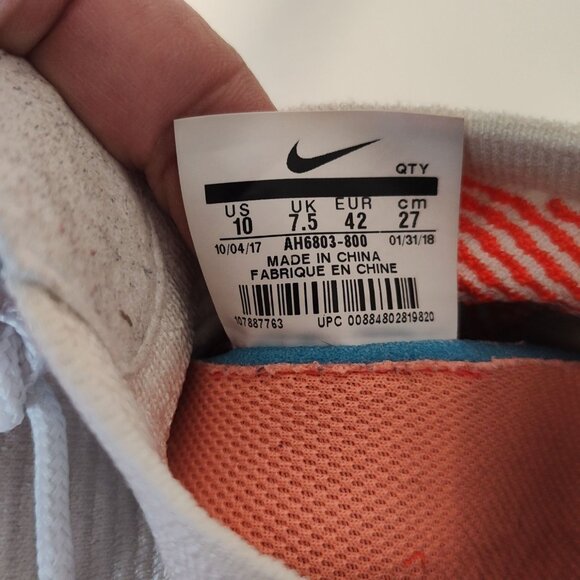 QTY
US UK EUR cm
10 7.5 42 27
10/04/17 AH6803-800 01/31/18
MADE IN CHINA
FABRIQUE EN CHINE
107887763 UPC 00884802819820